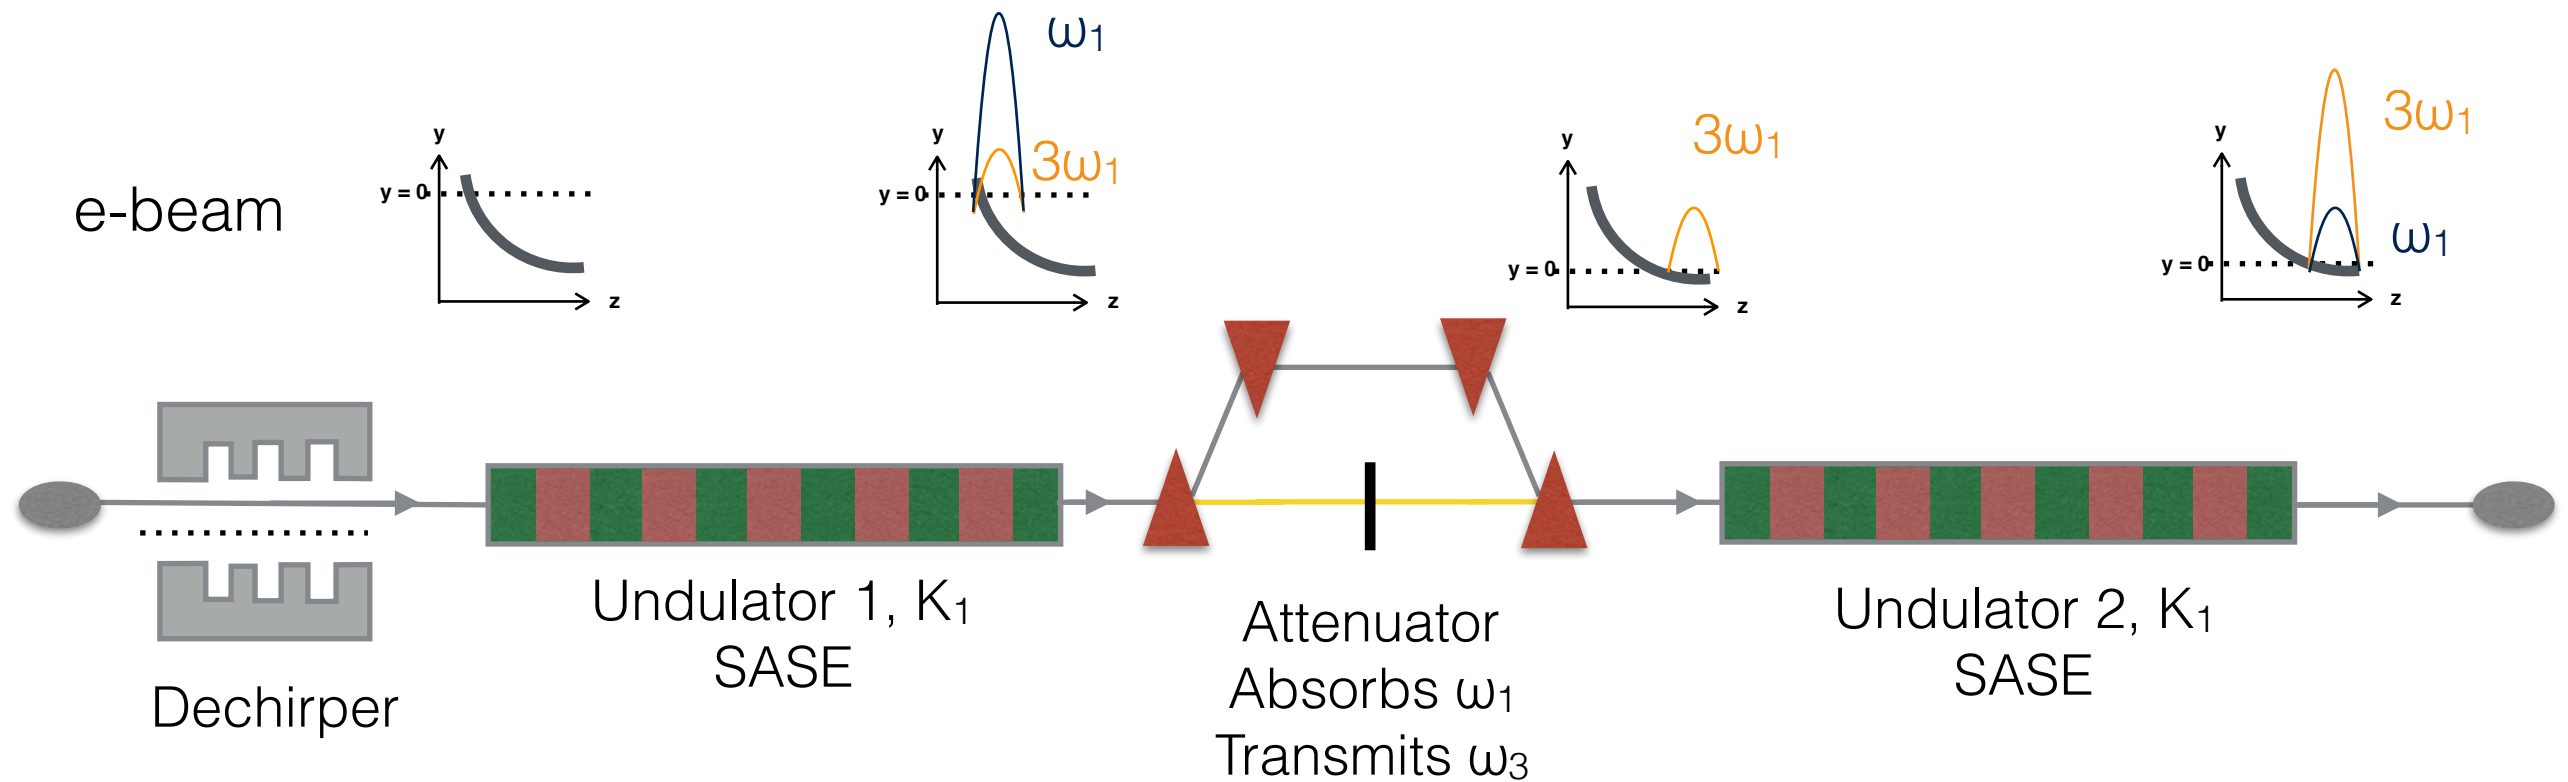 e-beam
y
y = 0
z
ω₁
3ω₁
y
y = 0
z
3ω₁
y
y = 0
z
3ω₁
ω₁
y
y = 0
z
Dechirper
Undulator 1, K₁
SASE
Attenuator
Absorbs ω₁
Transmits ω₃
Undulator 2, K₁
SASE